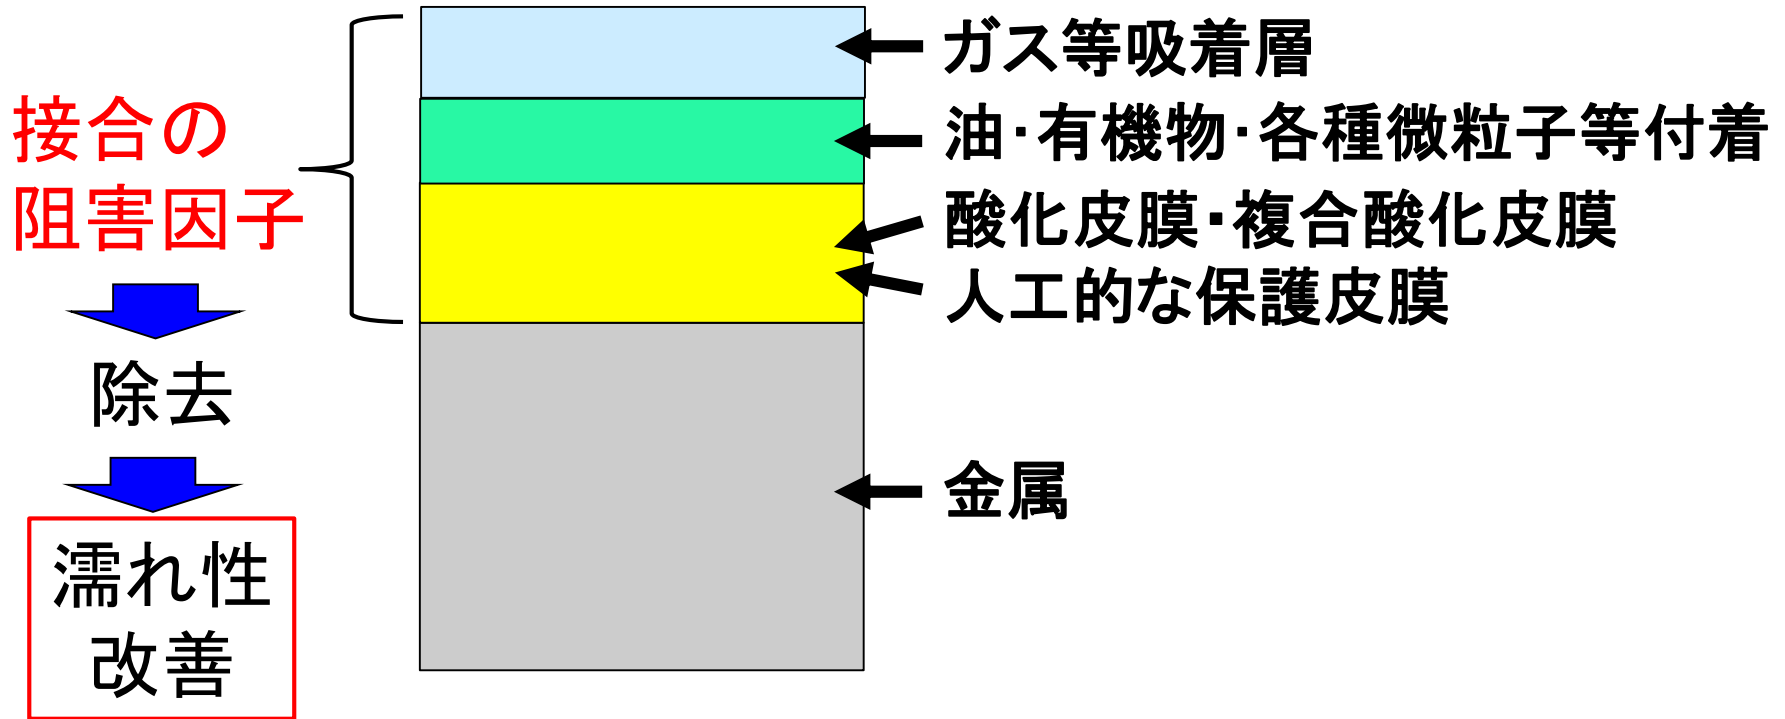 接合の
阻害因子
除去
濡れ性
改善
ガス等吸着層
油・有機物・各種微粒子等付着
酸化皮膜・複合酸化皮膜
人工的な保護皮膜
金属